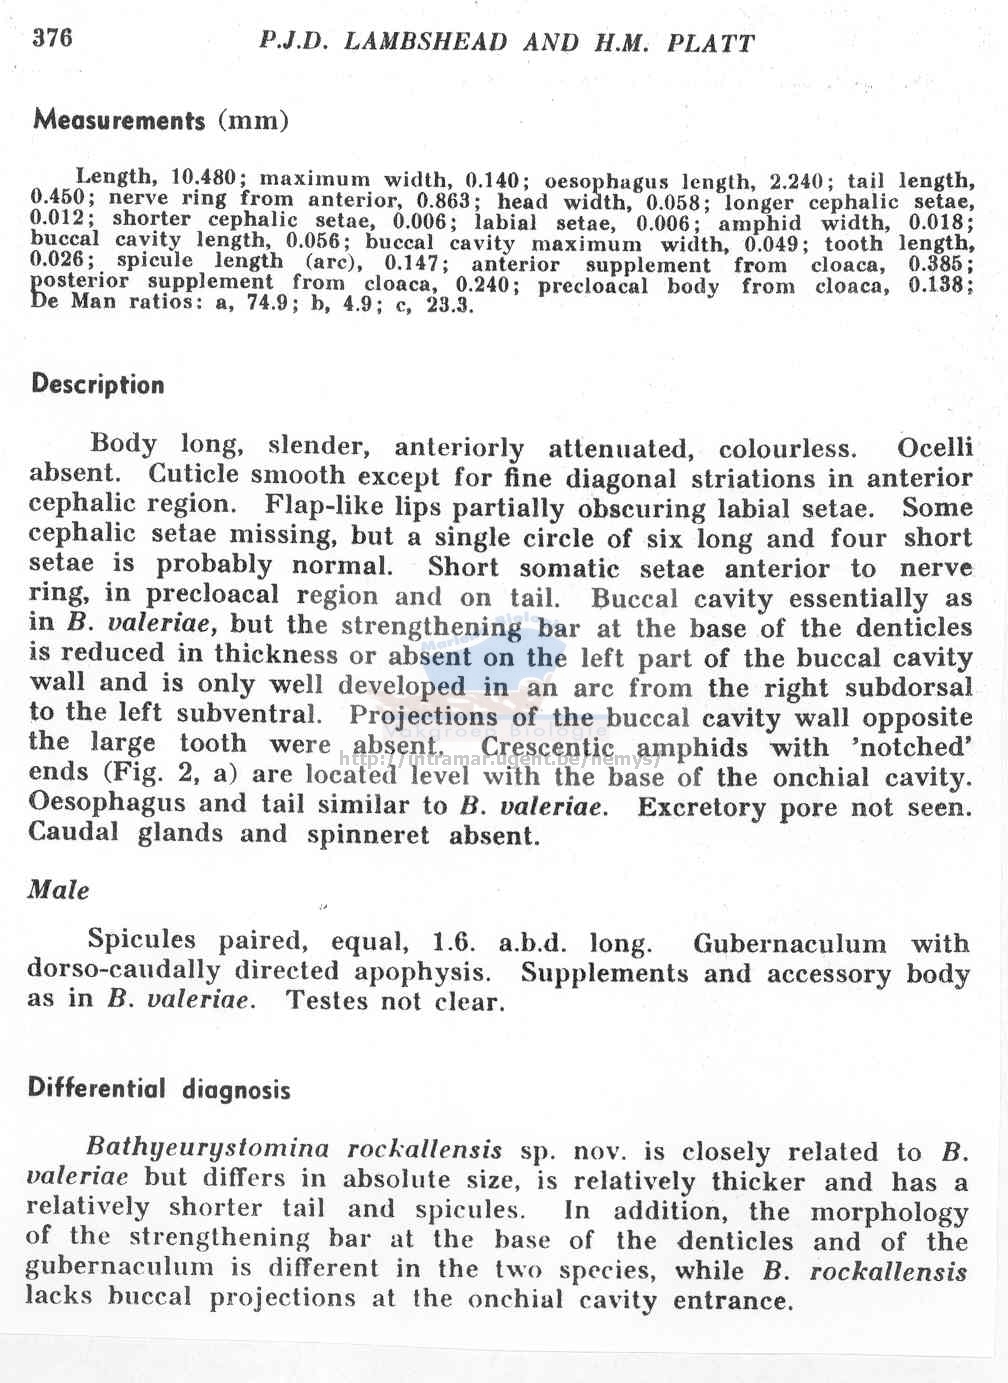 376
P.J.D. LAMBSHEAD AND H.M. PLATT
Measurements (mm)
Length, 10.480; maximum width, 0.140; oesophagus length, 2.240; tail length,
0.450; nerve ring from anterior, 0.863; head width, 0.058; longer cephalic setae,
0.012; shorter cephalic setae, 0.006; labial setae, 0.006; amphid width, 0.018;
buccal cavity length, 0.056; buccal cavity maximum width, 0.049; tooth length,
0.026; spicule length (arc), 0.147; anterior supplement from cloaca, 0.385;
posterior supplement from cloaca, 0.240; precloacal body from cloaca, 0.138;
De Man ratios: a, 74.9; b, 4.9; c, 23.3.
Description
Body long, slender, anteriorly attenuated, colourless. Ocelli
absent. Cuticle smooth except for fine diagonal striations in anterior
cephalic region. Flap-like lips partially obscuring labial setae. Some
cephalic setae missing, but a single circle of six long and four short
setae is probably normal. Short somatic setae anterior to nerve
ring, in precloacal region and on tail. Buccal cavity essentially as
in B. valeriae, but the strengthening bar at the base of the denticles
is reduced in thickness or absent on the left part of the buccal cavity
wall and is only well developed in an arc from the right subdorsal
to the left subventral. Projections of the buccal cavity wall opposite
the large tooth were absent. Crescentic amphids with 'notched'
ends (Fig. 2, a) are located level with the base of the onchial cavity.
Oesophagus and tail similar to B. valeriae. Excretory pore not seen.
Caudal glands and spinneret absent.
Vakgroep Biologie
http://intramar.ugent.be/nemys/
Male
Spicules paired, equal, 1.6. a.b.d. long. Gubernaculum with
dorso-caudally directed apophysis. Supplements and accessory body
as in B. valeriae. Testes not clear.
Differential diagnosis
Bathyeurystomina rockallensis sp. nov. is closely related to B.
valeriae but differs in absolute size, is relatively thicker and has a
relatively shorter tail and spicules. In addition, the morphology
of the strengthening bar at the base of the denticles and of the
gubernaculum is different in the two species, while B. rockallensis
lacks buccal projections at the onchial cavity entrance.